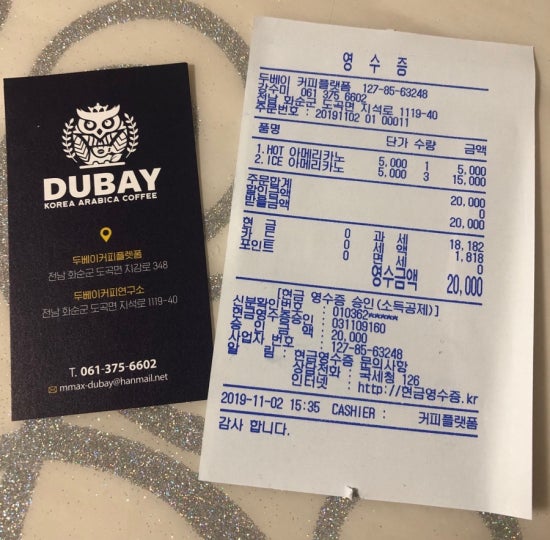 DUBAY
KOREA ARABICA COFFEE
두베이커피플렛폼
전남 화순군 도곡면 지강로 348
두베이커피연구소
전남 화순군 도곡면 지석로 1119-40
T. 061-375-6602
mmax-dubay@hanmail.net
영 수 증
두베이 커피플랫폼 127-85-63248
강수미 061 375 6602
전남 화순군 도곡면 지석로 1119-40
주문번호 : 20191102 01 00011
품명 단가 수량 금액
1.HOT 아메리카노 5,000 1 5,000
2.ICE 아메리카노 5,000 3 15,000
주문합계 20,000
할인금액 0
받을금액 20,000
현 금 0 과 세 18,182
카 드 0 세 액 1,818
포인트 0 면 세 0
영수금액 20,000
[현금 영수증 승인(소득공제)]
신분확인번호 : 010362*****
현금영수증승인 : 031109160
승 인 금 액 : 20,000
사업자 번호 : 127-85-63248
알 림 : 현금영수증 문의사항
상담전화 : 국세청 126
인터넷 : http://현금영수증.kr
2019-11-02 15:35 CASHIER : 커피플랫폼
감사 합니다.